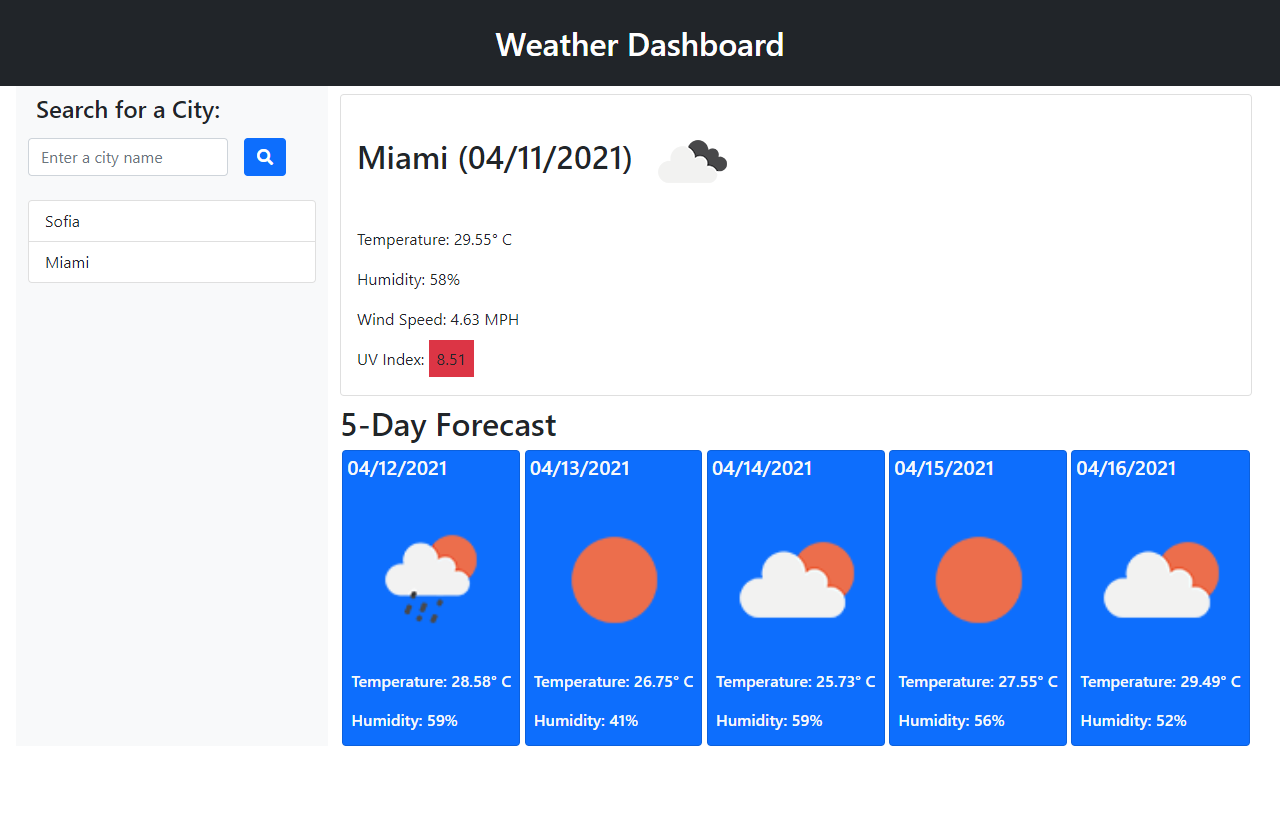 Weather Dashboard
Search for a City:
Enter a city name
Sofia
Miami
Miami (04/11/2021)
Temperature: 29.55° C
Humidity: 58%
Wind Speed: 4.63 MPH
UV Index: 8.51
5-Day Forecast
04/12/2021
Temperature: 28.58° C
Humidity: 59%
04/13/2021
Temperature: 26.75° C
Humidity: 41%
04/14/2021
Temperature: 25.73° C
Humidity: 59%
04/15/2021
Temperature: 27.55° C
Humidity: 56%
04/16/2021
Temperature: 29.49° C
Humidity: 52%